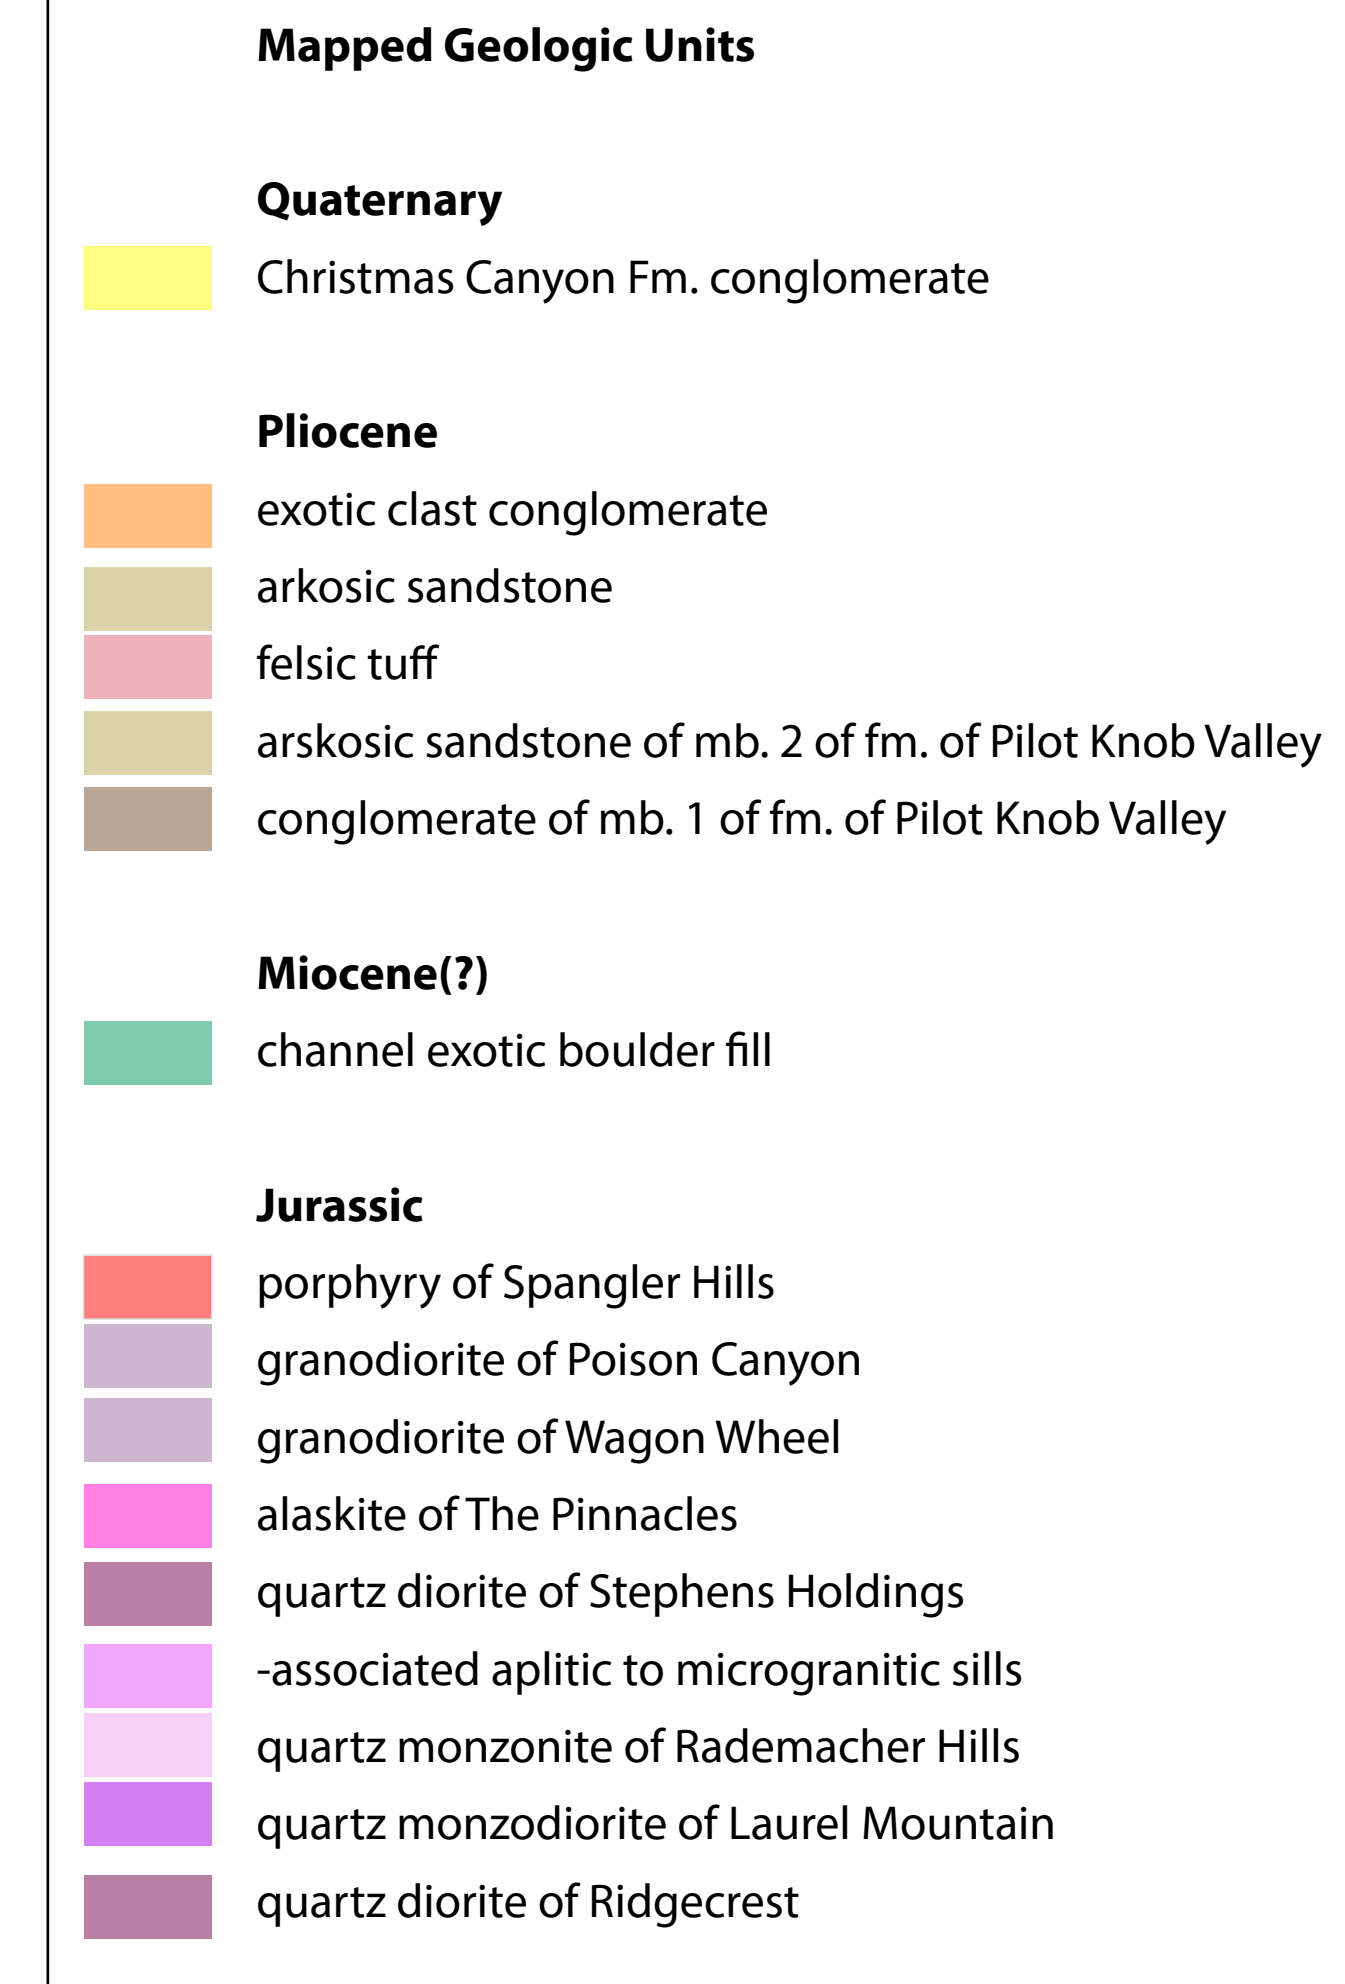 Mapped Geologic Units
Quaternary
Christmas Canyon Fm. conglomerate
Pliocene
exotic clast conglomerate
arkosic sandstone
felsic tuff
arskosic sandstone of mb. 2 of fm. of Pilot Knob Valley
conglomerate of mb. 1 of fm. of Pilot Knob Valley
Miocene(?)
channel exotic boulder fill
Jurassic
porphyry of Spangler Hills
granodiorite of Poison Canyon
granodiorite of Wagon Wheel
alaskite of The Pinnacles
quartz diorite of Stephens Holdings
-associated aplitic to microgranitic sills
quartz monzonite of Rademacher Hills
quartz monzodiorite of Laurel Mountain
quartz diorite of Ridgecrest